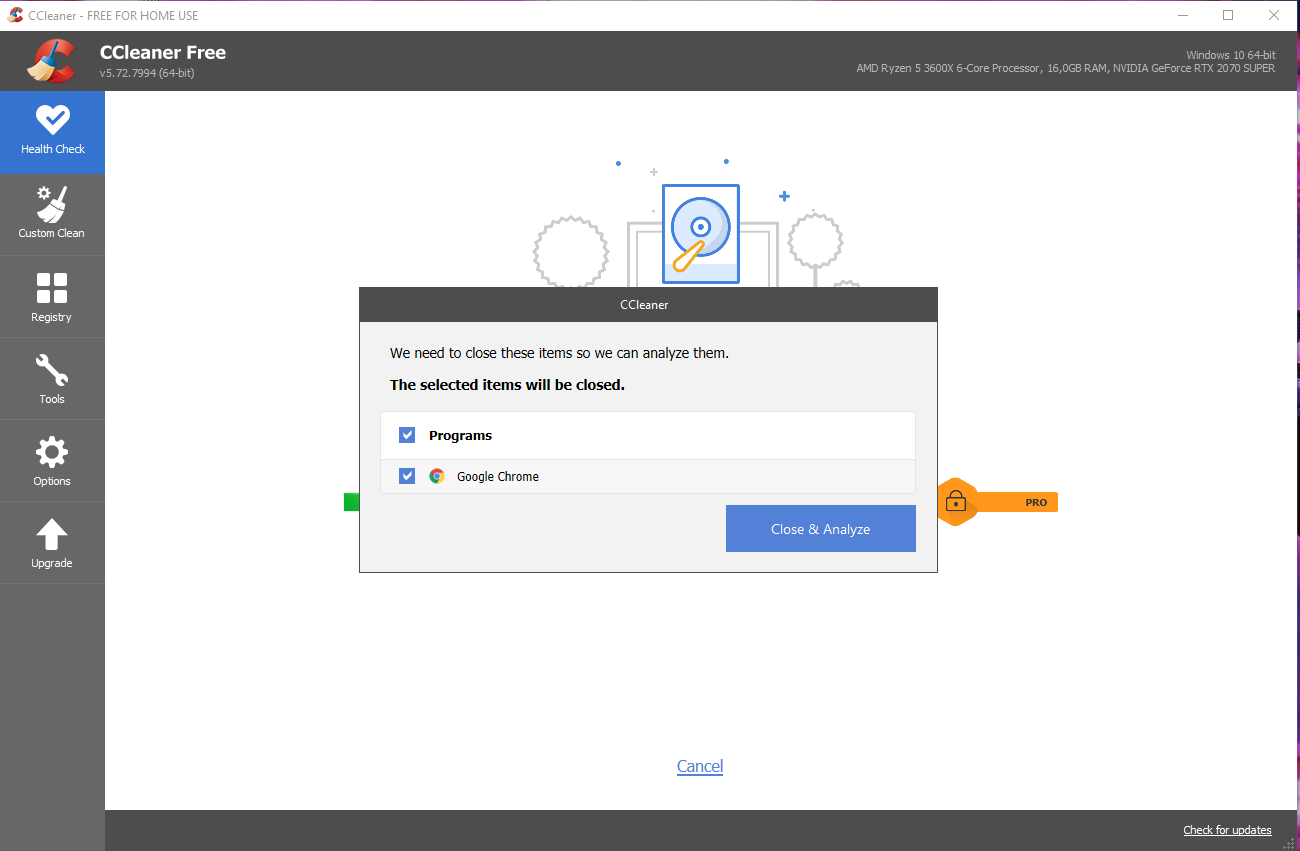 CCleaner - FREE FOR HOME USE
CCleaner Free
v5.72.7994 (64-bit)
Windows 10 64-bit
AMD Ryzen 5 3600X 6-Core Processor, 16,0GB RAM, NVIDIA GeForce RTX 2070 SUPER
Health Check
Custom Clean
Registry
Tools
Options
Upgrade
CCleaner
We need to close these items so we can analyze them.
The selected items will be closed.
Programs
Google Chrome
Close & Analyze
PRO
Cancel
Check for updates